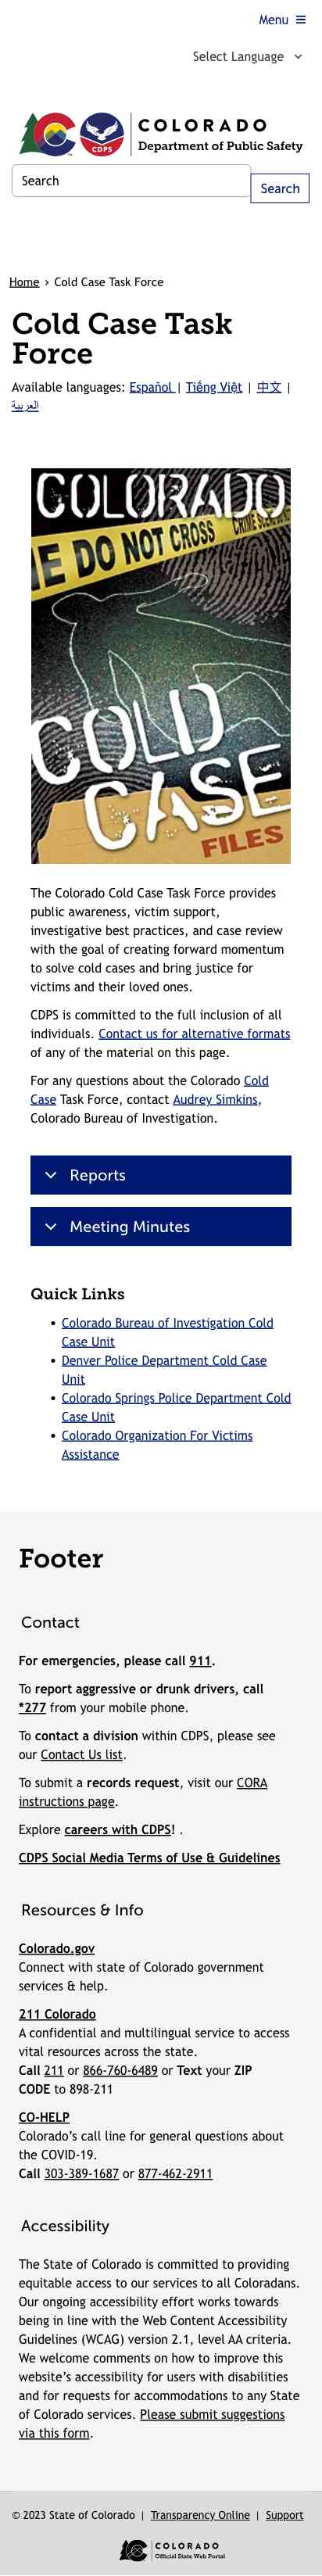 Menu
Select Language
COLORADO
CDPS
Department of Public Safety
Search
Search
Home › Cold Case Task Force
Cold Case Task
Force
Available languages: Español | Tiếng Việt | 中文 |
العربية
COLORADO
CRIME SCENE
DO NOT CROSS
COLD
CASE
FILES
The Colorado Cold Case Task Force provides
public awareness, victim support,
investigative best practices, and case review
with the goal of creating forward momentum
to solve cold cases and bring justice for
victims and their loved ones.
CDPS is committed to the full inclusion of all
individuals. Contact us for alternative formats
of any of the material on this page.
For any questions about the Colorado Cold
Case Task Force, contact Audrey Simkins,
Colorado Bureau of Investigation.
Reports
Meeting Minutes
Quick Links
• Colorado Bureau of Investigation Cold
Case Unit
• Denver Police Department Cold Case
Unit
• Colorado Springs Police Department Cold
Case Unit
• Colorado Organization For Victims
Assistance
Footer
Contact
For emergencies, please call 911.
To report aggressive or drunk drivers, call
*277 from your mobile phone.
To contact a division within CDPS, please see
our Contact Us list.
To submit a records request, visit our CORA
instructions page.
Explore careers with CDPS! .
CDPS Social Media Terms of Use & Guidelines
Resources & Info
Colorado.gov
Connect with state of Colorado government
services & help.
211 Colorado
A confidential and multilingual service to access
vital resources across the state.
Call 211 or 866-760-6489 or Text your ZIP
CODE to 898-211
CO-HELP
Colorado's call line for general questions about
the COVID-19.
Call 303-389-1687 or 877-462-2911
Accessibility
The State of Colorado is committed to providing
equitable access to our services to all Coloradans.
Our ongoing accessibility effort works towards
being in line with the Web Content Accessibility
Guidelines (WCAG) version 2.1, level AA criteria.
We welcome comments on how to improve this
website's accessibility for users with disabilities
and for requests for accommodations to any State
of Colorado services. Please submit suggestions
via this form.
© 2023 State of Colorado | Transparency Online | Support
COLORADO
Official State Web Portal